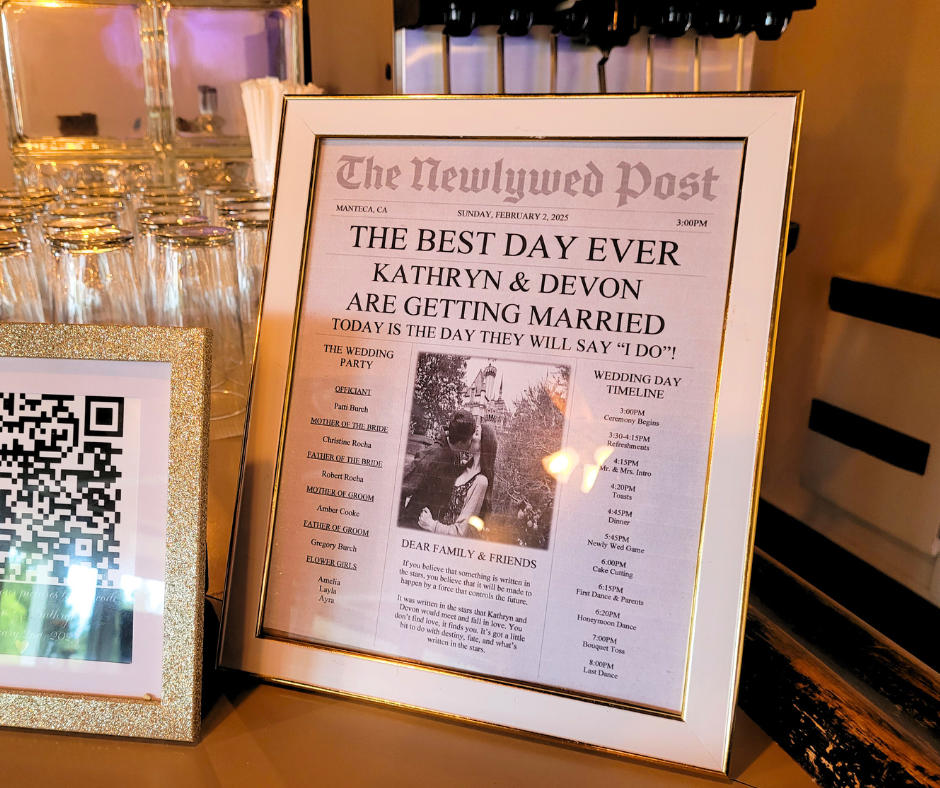 The Newlywed Post
MANTECA, CA
SUNDAY, FEBRUARY 2, 2025
3:00PM
THE BEST DAY EVER
KATHRYN & DEVON
ARE GETTING MARRIED
TODAY IS THE DAY THEY WILL SAY “I DO”!
THE WEDDING
PARTY
OFFICIANT
Patti Burch
MOTHER OF THE BRIDE
Christine Rocha
FATHER OF THE BRIDE
Robert Rocha
MOTHER OF GROOM
Amber Cooke
FATHER OF GROOM
Gregory Burch
FLOWER GIRLS
Amelia
Layla
Ayra
DEAR FAMILY & FRIENDS
If you believe that something is written in
the stars, you believe that it will be made to
happen by a force that controls the future.
It was written in the stars that Kathryn and
Devon would meet and fall in love. You
don't find love, it finds you. It's got a little
bit to do with destiny, fate, and what's
written in the stars.
WEDDING DAY
TIMELINE
3:00PM
Ceremony Begins
3:30-4:15PM
Refreshments
4:15PM
Mr. & Mrs. Intro
4:20PM
Toasts
4:45PM
Dinner
5:45PM
Newly Wed Game
6:00PM
Cake Cutting
6:15PM
First Dance & Parents
6:20PM
Honeymoon Dance
7:00PM
Bouquet Toss
8:00PM
Last Dance